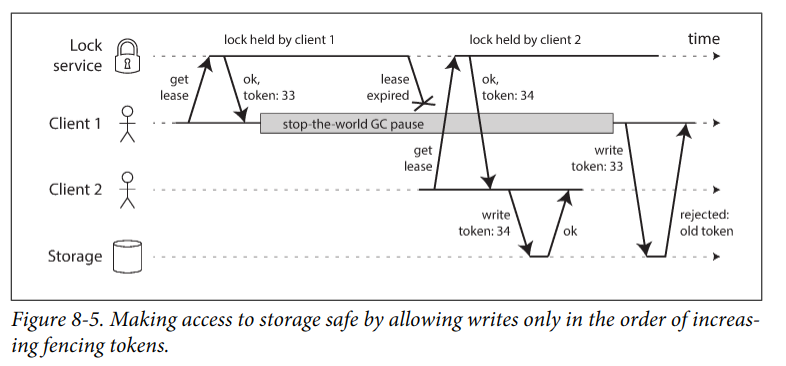 Lock service
lock held by client 1
lock held by client 2
time
get lease
ok, token: 33
lease expired
ok, token: 34
Client 1
stop-the-world GC pause
get lease
write token: 33
Client 2
write token: 34
ok
rejected: old token
Storage
Figure 8-5. Making access to storage safe by allowing writes only in the order of increas-
ing fencing tokens.